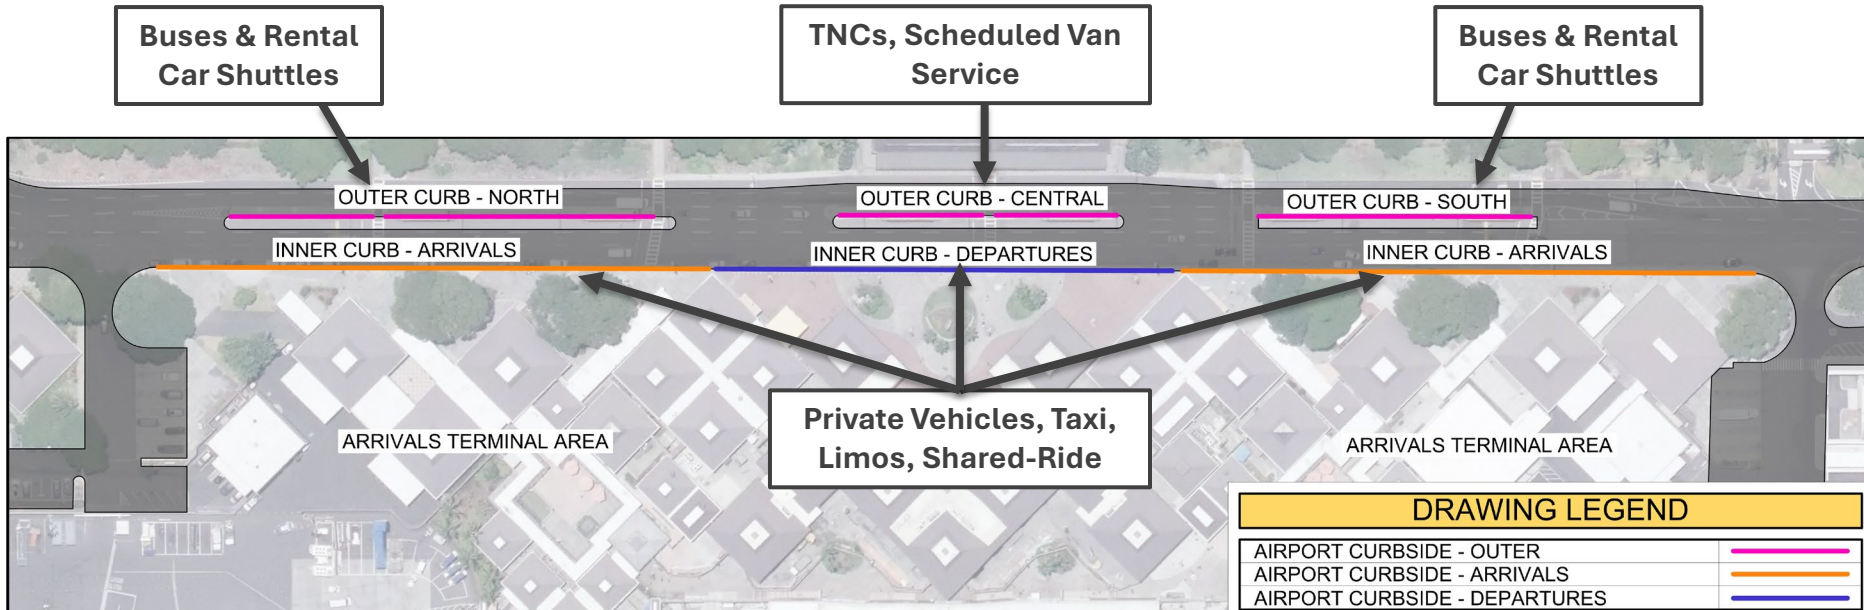 Buses & Rental
Car Shuttles
TNCs, Scheduled Van
Service
Buses & Rental
Car Shuttles
OUTER CURB - NORTH
OUTER CURB - CENTRAL
OUTER CURB - SOUTH
INNER CURB - ARRIVALS
INNER CURB - DEPARTURES
INNER CURB - ARRIVALS
Private Vehicles, Taxi,
Limos, Shared-Ride
ARRIVALS TERMINAL AREA
ARRIVALS TERMINAL AREA
DRAWING LEGEND
AIRPORT CURBSIDE - OUTER
AIRPORT CURBSIDE - ARRIVALS
AIRPORT CURBSIDE - DEPARTURES